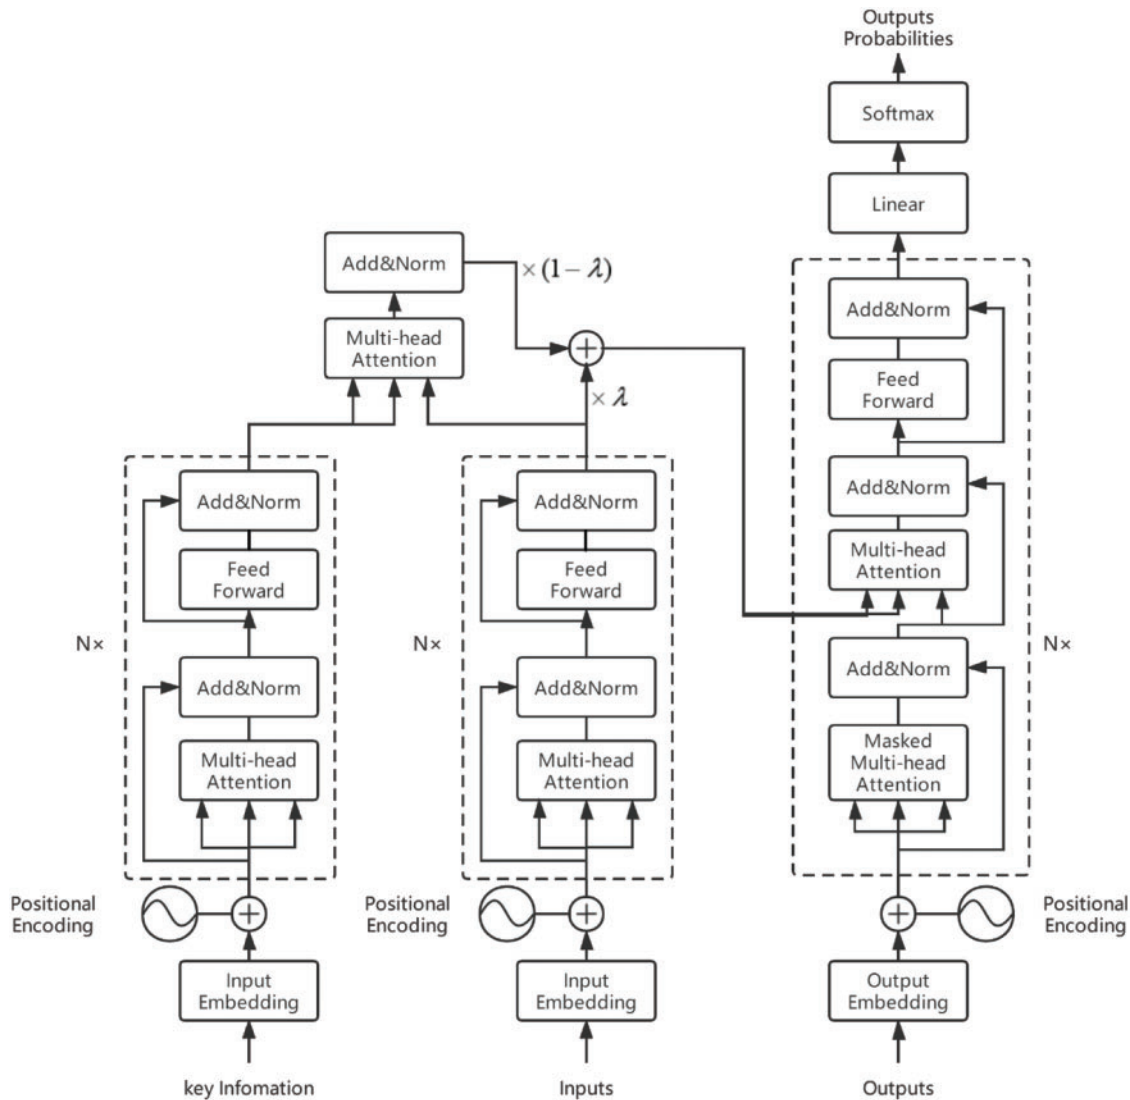 Outputs
Probabilities
Softmax
Linear
Add&Norm
× (1 − λ)
Multi-head
Attention
× λ
Add&Norm
Feed
Forward
Add&Norm
Multi-head
Attention
Add&Norm
Masked
Multi-head
Attention
N×
Add&Norm
Feed
Forward
N×
Add&Norm
Multi-head
Attention
Add&Norm
Feed
Forward
N×
Add&Norm
Multi-head
Attention
Positional
Encoding
Positional
Encoding
Positional
Encoding
Input
Embedding
Input
Embedding
Output
Embedding
key Infomation
Inputs
Outputs